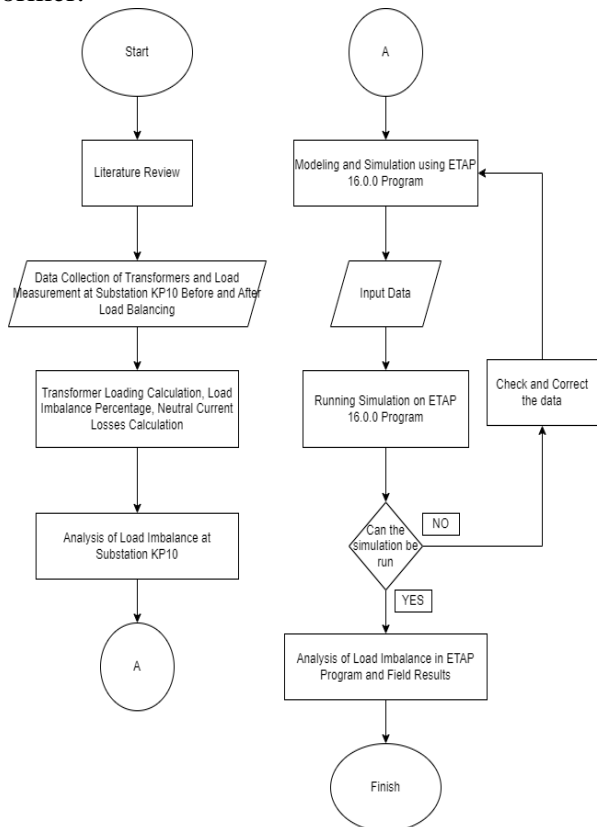 ormer.
Start
Literature Review
Data Collection of Transformers and Load
Measurement at Substation KP10 Before and After
Load Balancing
Transformer Loading Calculation, Load
Imbalance Percentage, Neutral Current
Losses Calculation
Analysis of Load Imbalance at
Substation KP10
A
A
Modeling and Simulation using ETAP
16.0.0 Program
Input Data
Running Simulation on ETAP
16.0.0 Program
Check and Correct
the data
Can the
simulation be
run
NO
YES
Analysis of Load Imbalance in ETAP
Program and Field Results
Finish